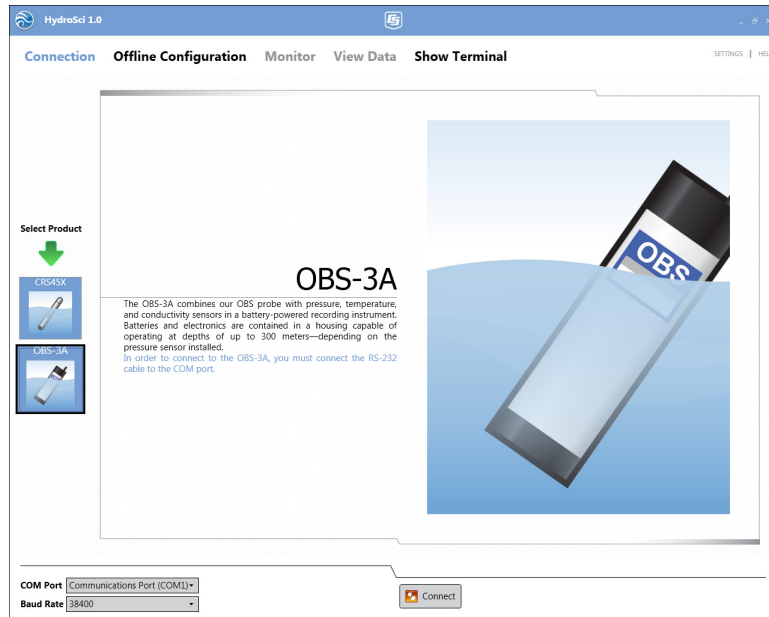 HydroSci 1.0
Connection Offline Configuration Monitor View Data Show Terminal
SETTINGS | HEL
Select Product
CRS45X
OBS-3A
OBS-3A
The OBS-3A combines our OBS probe with pressure, temperature,
and conductivity sensors in a battery-powered recording instrument.
Batteries and electronics are contained in a housing capable of
operating at depths of up to 300 meters—depending on the
pressure sensor installed.
In order to connect to the OBS-3A, you must connect the RS-232
cable to the COM port.
OBS
COM Port Communications Port (COM1)
Baud Rate 38400
Connect